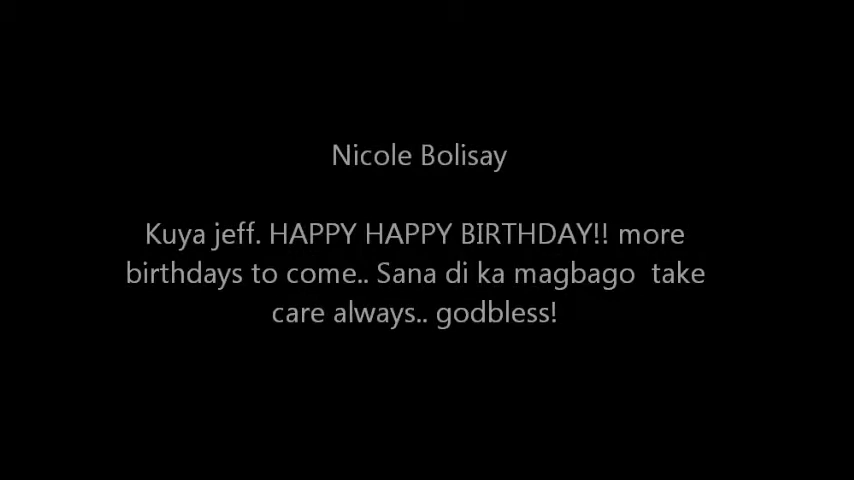 Nicole Bolisay
Kuya jeff. HAPPY HAPPY BIRTHDAY!! more
birthdays to come.. Sana di ka magbago  take
care always.. godbless!